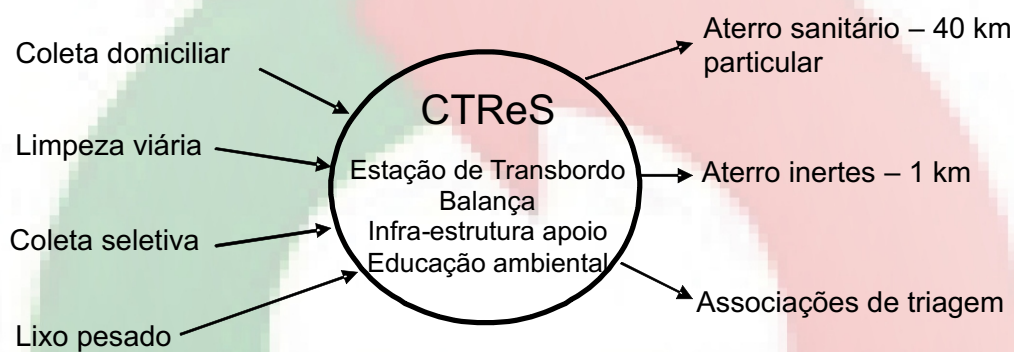 Coleta domiciliar
Limpeza viária
Coleta seletiva
Lixo pesado
CTReS
Estação de Transbordo
Balança
Infra-estrutura apoio
Educação ambiental
Aterro sanitário – 40 km
particular
Aterro inertes – 1 km
Associações de triagem